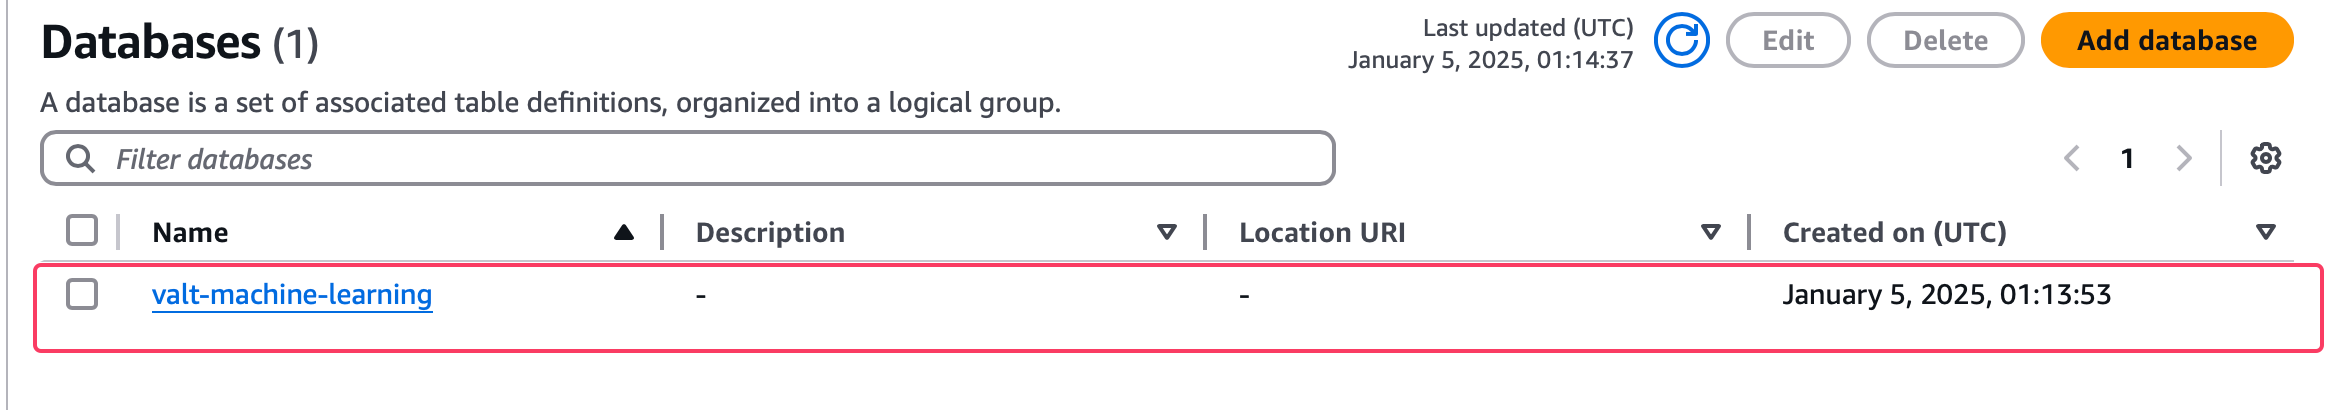 Databases (1)
Last updated (UTC)
January 5, 2025, 01:14:37
Edit
Delete
Add database
A database is a set of associated table definitions, organized into a logical group.
Filter databases
1
Name
Description
Location URI
Created on (UTC)
valt-machine-learning
-
-
January 5, 2025, 01:13:53